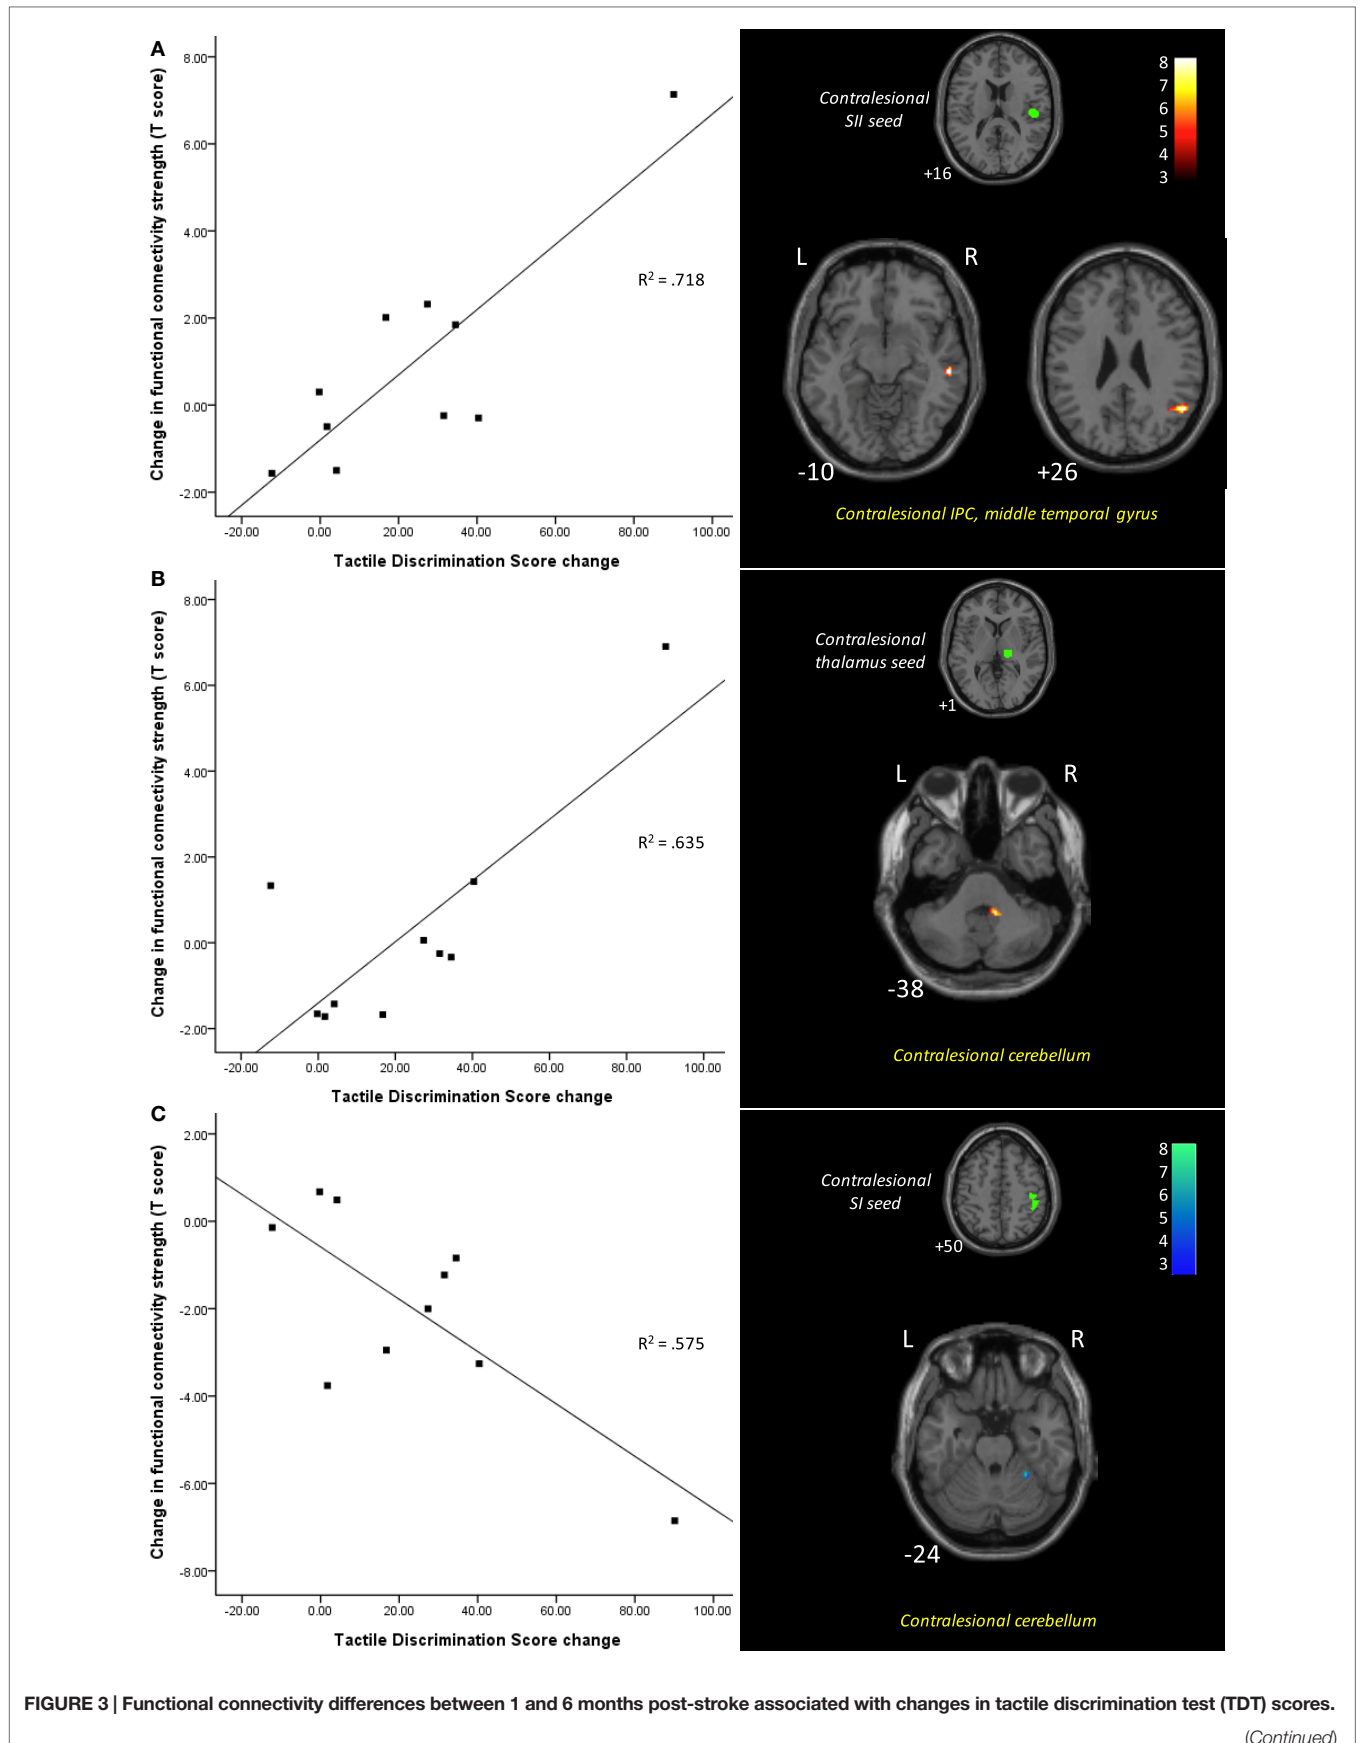 A
Change in functional connectivity strength (T score)
8.00
6.00
4.00
2.00
0.00
-2.00
R2 = .718
-20.00 0.00 20.00 40.00 60.00 80.00 100.00
Tactile Discrimination Score change
Contralesional
SII seed
+16
8
7
6
5
4
3
L R
-10 +26
Contralesional IPC, middle temporal gyrus
B
Change in functional connectivity strength (T score)
8.00
6.00
4.00
2.00
0.00
-2.00
R2 = .635
-20.00 0.00 20.00 40.00 60.00 80.00 100.00
Tactile Discrimination Score change
Contralesional
thalamus seed
+1
L R
-38
Contralesional cerebellum
C
Change in functional connectivity strength (T score)
2.00
0.00
-2.00
-4.00
-6.00
-8.00
R2 = .575
-20.00 0.00 20.00 40.00 60.00 80.00 100.00
Tactile Discrimination Score change
Contralesional
SI seed
+50
8
7
6
5
4
3
L R
-24
Contralesional cerebellum
FIGURE 3 | Functional connectivity differences between 1 and 6 months post-stroke associated with changes in tactile discrimination test (TDT) scores.
(Continued)